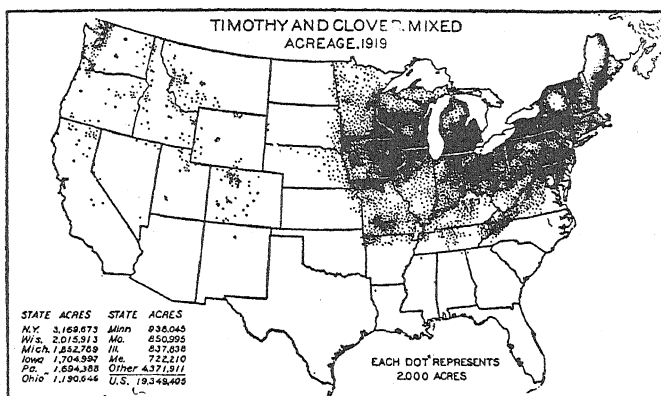 TIMOTHY AND CLOVER, MIXED
ACREAGE, 1919
STATE ACRES STATE ACRES
N.Y. 3,169,673 Minn 938,045
Wis. 2,015,913 Mo. 850,995
Mich. 1,852,789 Ill. 837,838
Iowa 1,704,997 Me. 722,210
Pa. 1,694,388 Other 4,371,911
Ohio 1,190,646 U.S. 19,349,405
EACH DOT REPRESENTS
2,000 ACRES